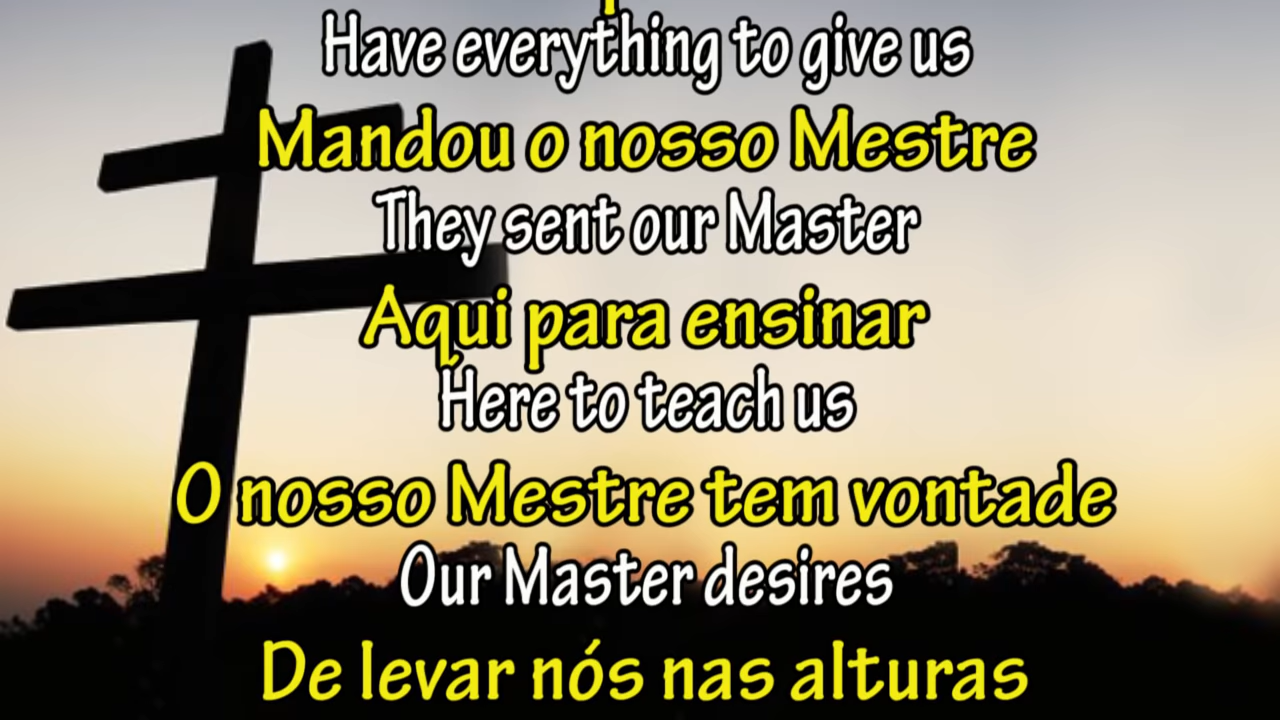 Have everything to give us
Mandou o nosso Mestre
They sent our Master
Aqui para ensinar
Here to teach us
O nosso Mestre tem vontade
Our Master desires
De levar nós nas alturas